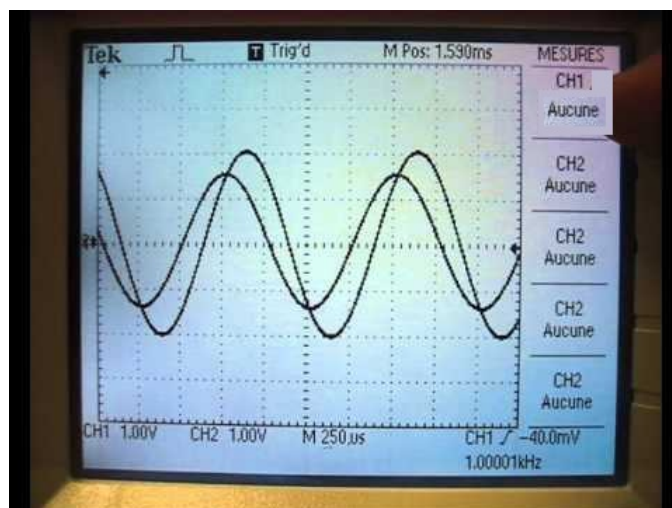 Tek T Trig'd M Pos: 1.590ms MESURES
CH1
Aucune
CH2
Aucune
CH2
Aucune
CH2
Aucune
CH2
Aucune
CH1 1.00V CH2 1.00V M 250µs CH1 -40.0mV
1.00001kHz